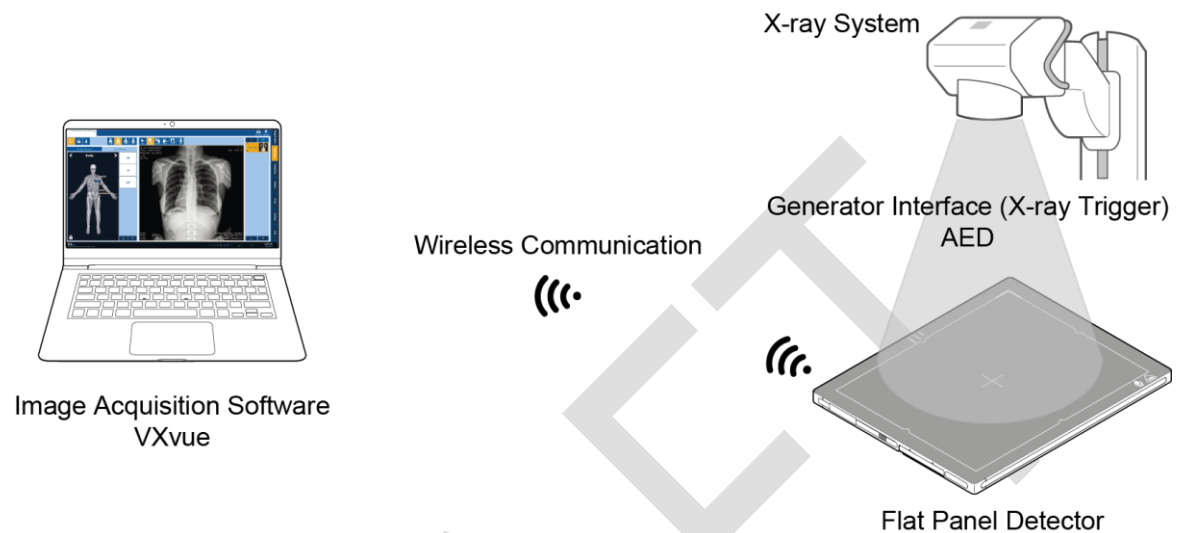 X-ray System
Generator Interface (X-ray Trigger)
AED
Wireless Communication
Image Acquisition Software
VXvue
Flat Panel Detector